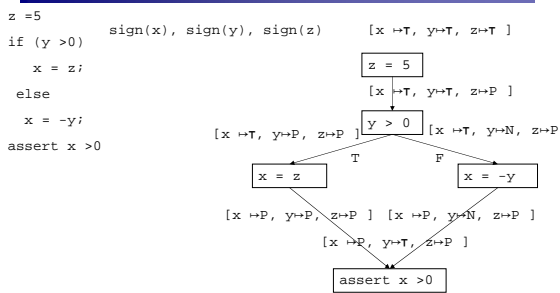 z =5
if (y >0)
x = z;
else
x = -y;
assert x >0
sign(x), sign(y), sign(z) [x ↦T, y↦T, z↦T ]
z = 5
[x ↦T, y↦T, z↦P ]
y > 0
[x ↦T, y↦P, z↦P ] [x ↦T, y↦N, z↦P
T F
x = z x = -y
[x ↦P, y↦P, z↦P ] [x ↦P, y↦N, z↦P ]
[x ↦P, y↦T, z↦P ]
assert x >0